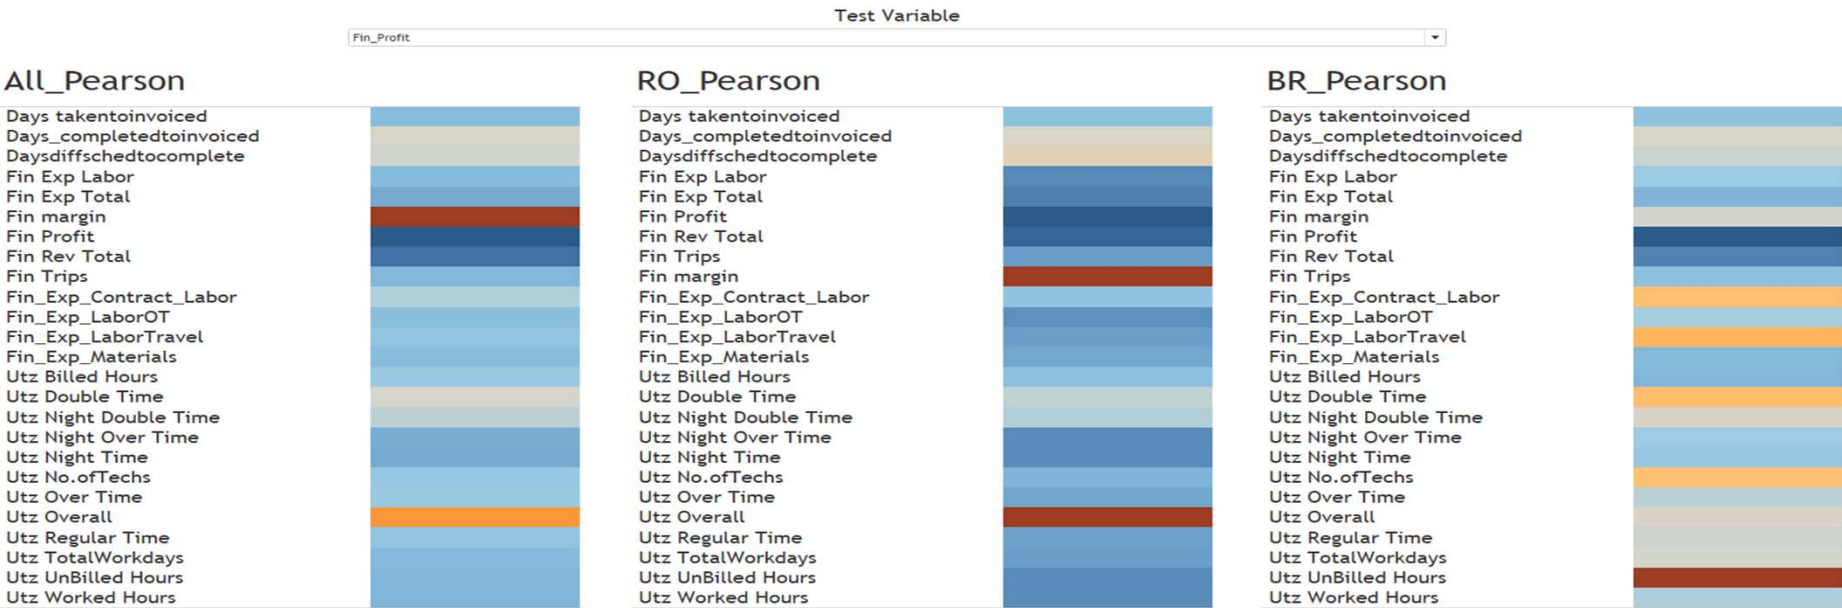 Test Variable
Fin_Profit
All_Pearson
Days takentoinvoiced
Days_completedtoinvoiced
Daysdiffschedtocomplete
Fin Exp Labor
Fin Exp Total
Fin margin
Fin Profit
Fin Rev Total
Fin Trips
Fin_Exp_Contract_Labor
Fin_Exp_LaborOT
Fin_Exp_LaborTravel
Fin_Exp_Materials
Utz Billed Hours
Utz Double Time
Utz Night Double Time
Utz Night Over Time
Utz Night Time
Utz No.ofTechs
Utz Over Time
Utz Overall
Utz Regular Time
Utz TotalWorkdays
Utz UnBilled Hours
Utz Worked Hours
RO_Pearson
Days takentoinvoiced
Days_completedtoinvoiced
Daysdiffschedtocomplete
Fin Exp Labor
Fin Exp Total
Fin Profit
Fin Rev Total
Fin Trips
Fin margin
Fin_Exp_Contract_Labor
Fin_Exp_LaborOT
Fin_Exp_LaborTravel
Fin_Exp_Materials
Utz Billed Hours
Utz Double Time
Utz Night Double Time
Utz Night Over Time
Utz Night Time
Utz No.ofTechs
Utz Over Time
Utz Overall
Utz Regular Time
Utz TotalWorkdays
Utz UnBilled Hours
Utz Worked Hours
BR_Pearson
Days takentoinvoiced
Days_completedtoinvoiced
Daysdiffschedtocomplete
Fin Exp Labor
Fin Exp Total
Fin margin
Fin Profit
Fin Rev Total
Fin Trips
Fin_Exp_Contract_Labor
Fin_Exp_LaborOT
Fin_Exp_LaborTravel
Fin_Exp_Materials
Utz Billed Hours
Utz Double Time
Utz Night Double Time
Utz Night Over Time
Utz Night Time
Utz No.ofTechs
Utz Over Time
Utz Overall
Utz Regular Time
Utz TotalWorkdays
Utz UnBilled Hours
Utz Worked Hours